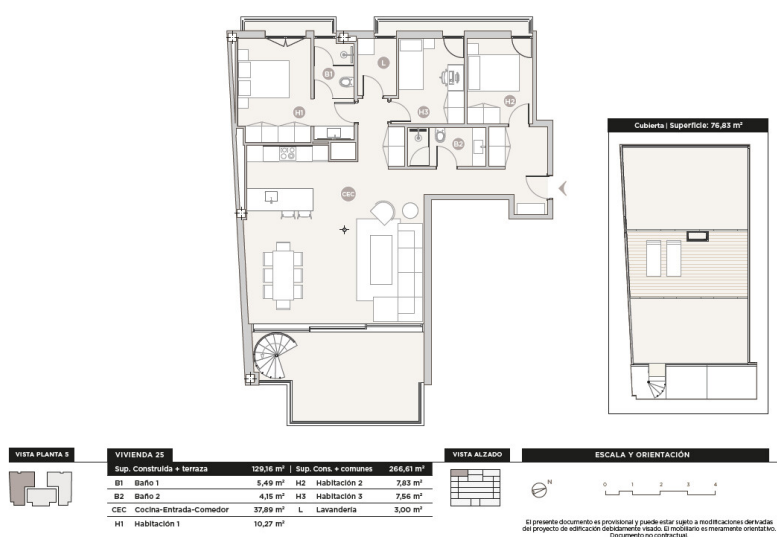 B1
L
H1
H3
H2
B2
CEC
Cubierta | Superficie: 76,83 m²
VISTA PLANTA 5
VIVIENDA 25
Sup. Construida + terraza 129,16 m² | Sup. Cons. + comunes 266,61 m²
B1 Baño 1 5,49 m² H2 Habitación 2 7,83 m²
B2 Baño 2 4,15 m² H3 Habitación 3 7,56 m²
CEC Cocina-Entrada-Comedor 37,89 m² L Lavandería 3,00 m²
H1 Habitación 1 10,27 m²
VISTA ALZADO
ESCALA Y ORIENTACIÓN
N
0 1 2 3 4
El presente documento es provisional y puede estar sujeto a modificaciones derivadas
del proyecto de edificación debidamente visado. El mobiliario es meramente orientativo.
Documento no contractual.